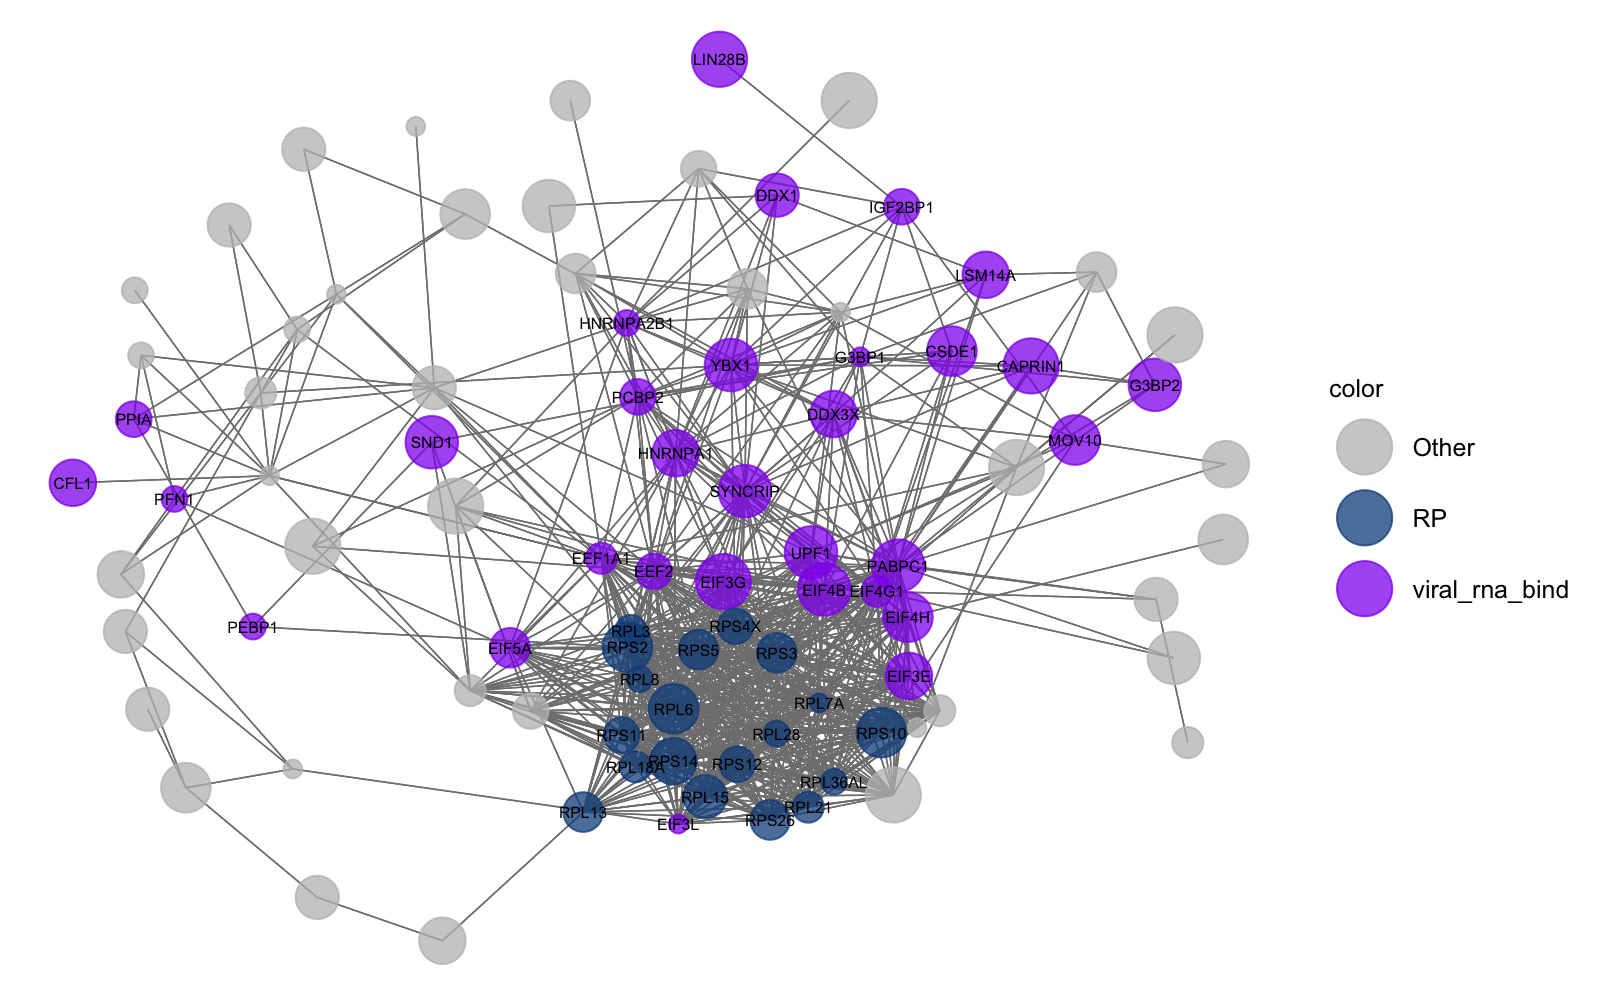 LIN28B
DDX1
IGF2BP1
LSM14A
HNRNPA2B1
YBX1
G3BP1
CSDE1
CAPRIN1
G3BP2
PCBP2
DDX3X
PPIA
SND1
MOV10
HNRNPA1
CFL1
PFN1
SYNCRIP
EEF1A1
EEF2
EIF3G
UPF1
PABPC1
EIF4B
EIF4G1
EIF4H
PEBP1
EIF5A
RPL3
RPS2
RPS4X
RPS5
RPS3
EIF3E
RPL8
RPL6
RPL7A
RPS11
RPL28
RPS10
RPL18A
RPS14
RPS12
RPL36AL
RPL15
RPL21
RPL13
RPS26
EIF3L
color
Other
RP
viral_rna_bind